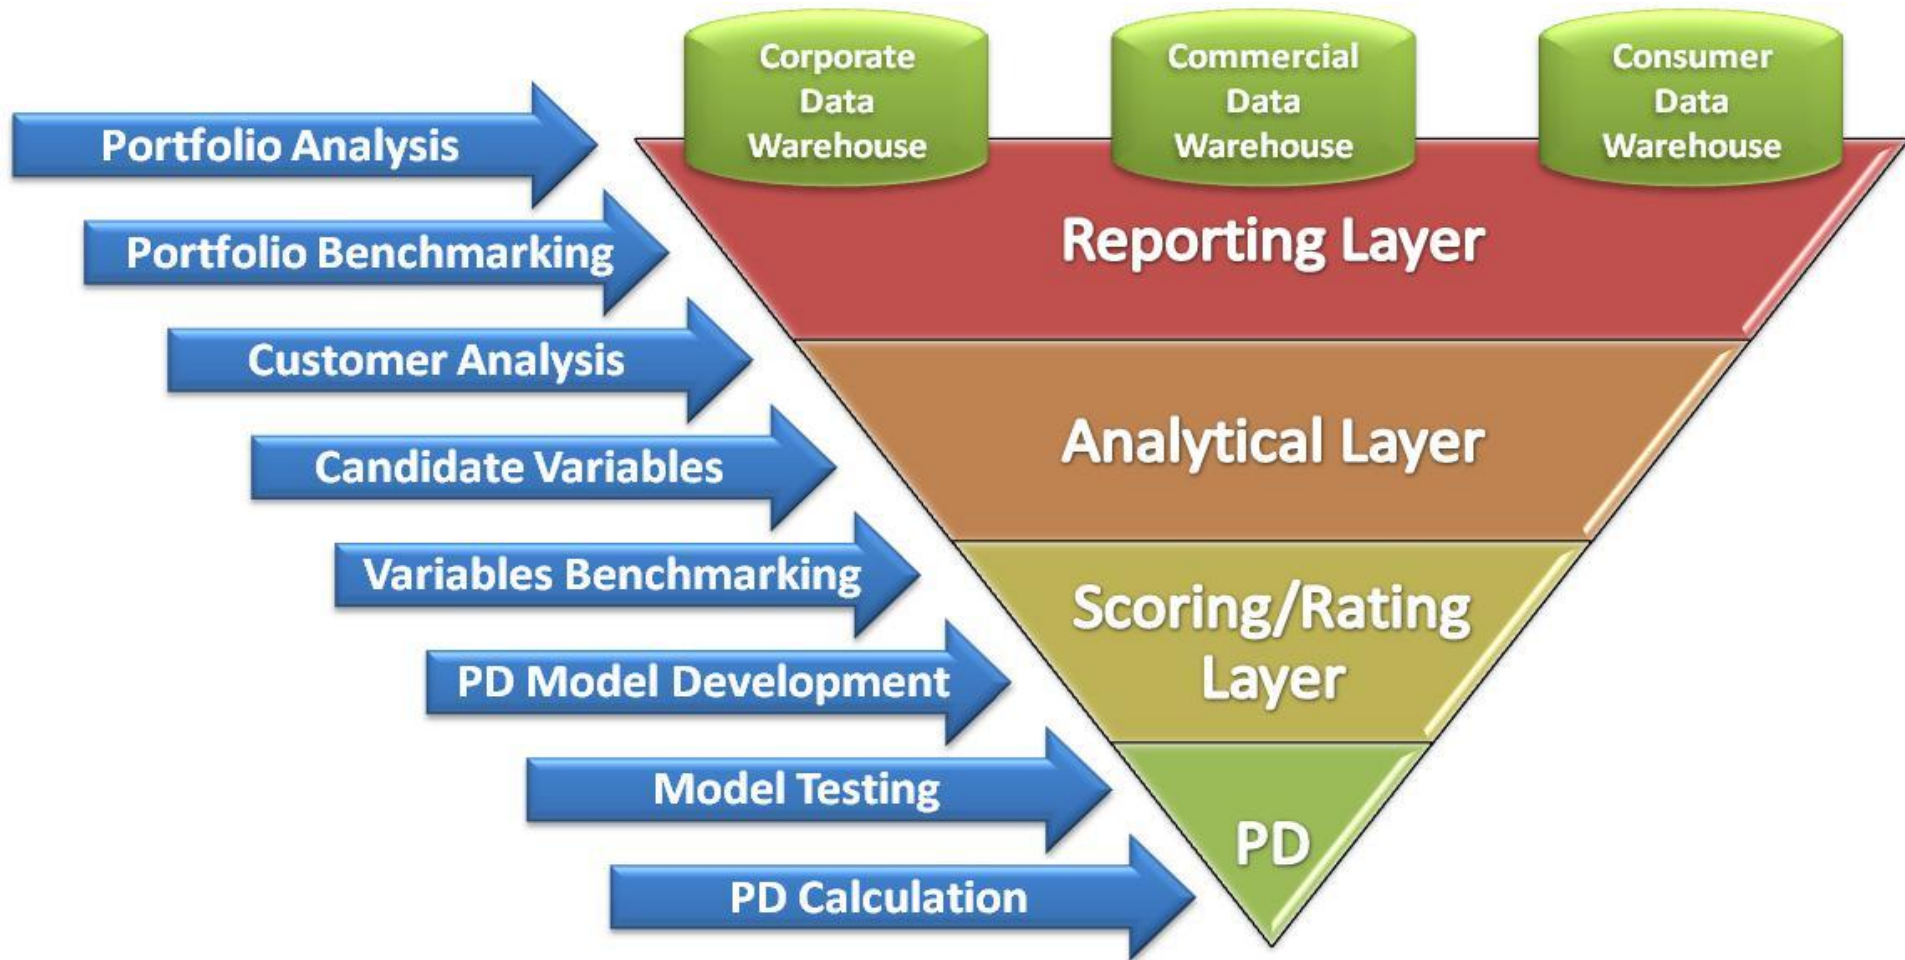 Corporate
Data
Warehouse
Commercial
Data
Warehouse
Consumer
Data
Warehouse
Portfolio Analysis
Portfolio Benchmarking
Customer Analysis
Candidate Variables
Variables Benchmarking
PD Model Development
Model Testing
PD Calculation
Reporting Layer
Analytical Layer
Scoring/Rating
Layer
PD